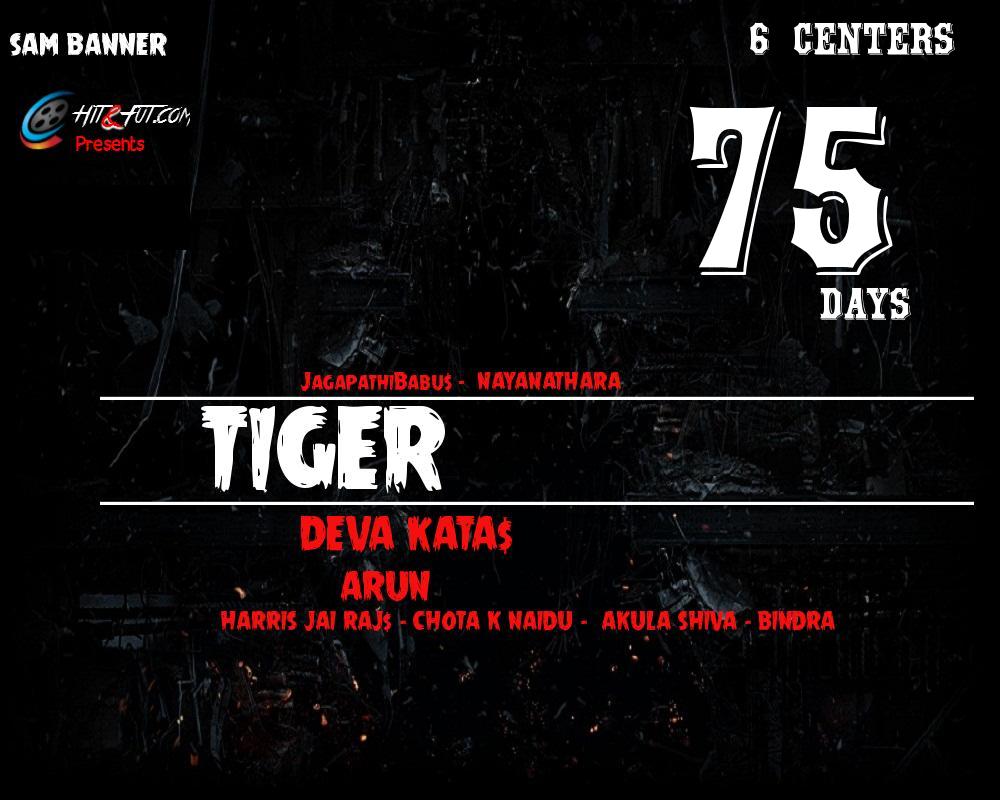 SAM BANNER
6 CENTERS
HIT&FUT.COM
Presents
75
DAYS
JAGAPATHIBABU$ - NAYANATHARA
TIGER
DEVA KATA$
ARUN
HARRIS JAI RAJ$ - CHOTA K NAIDU - AKULA SHIVA - BINDRA